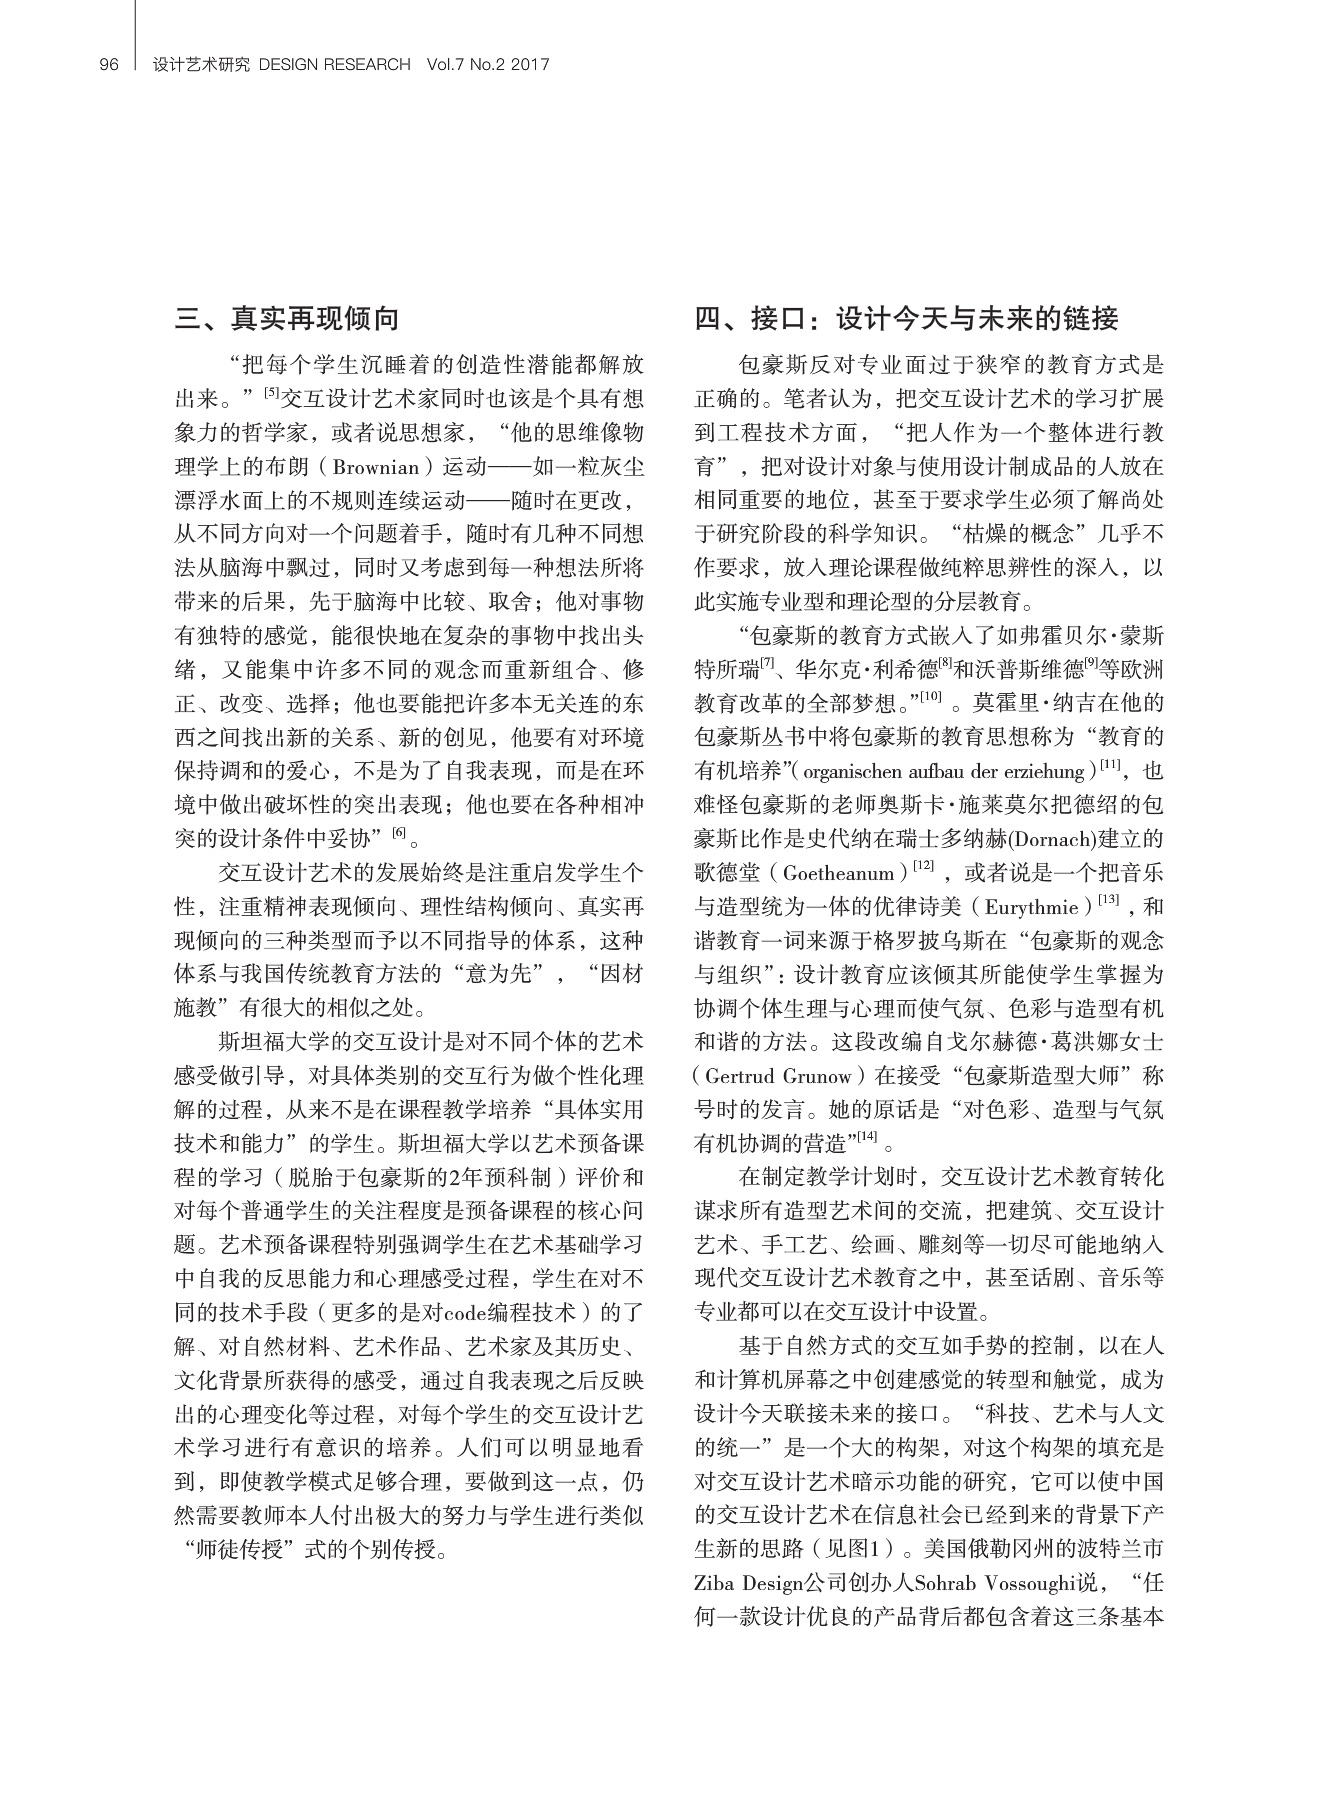 96 设计艺术研究 DESIGN RESEARCH Vol.7 No.2 2017
三、真实再现倾向
“把每个学生沉睡着的创造性潜能都解放
出来。”[5]交互设计艺术家同时也该是个具有想
象力的哲学家，或者说思想家，“他的思维像物
理学上的布朗（Brownian）运动——如一粒灰尘
漂浮水面上的不规则连续运动——随时在更改，
从不同方向对一个问题着手，随时有几种不同想
法从脑海中飘过，同时又考虑到每一种想法所将
带来的后果，先于脑海中比较、取舍；他对事物
有独特的感觉，能很快地在复杂的事物中找出头
绪，又能集中许多不同的观念而重新组合、修
正、改变、选择；他也要能把许多本无关连的东
西之间找出新的关系、新的创见，他要有对环境
保持调和的爱心，不是为了自我表现，而是在环
境中做出破坏性的突出表现；他也要在各种相冲
突的设计条件中妥协”[6]。
交互设计艺术的发展始终是注重启发学生个
性，注重精神表现倾向、理性结构倾向、真实再
现倾向的三种类型而予以不同指导的体系，这种
体系与我国传统教育方法的“意为先”，“因材
施教”有很大的相似之处。
斯坦福大学的交互设计是对不同个体的艺术
感受做引导，对具体类别的交互行为做个性化理
解的过程，从来不是在课程教学培养“具体实用
技术和能力”的学生。斯坦福大学以艺术预备课
程的学习（脱胎于包豪斯的2年预科制）评价和
对每个普通学生的关注程度是预备课程的核心问
题。艺术预备课程特别强调学生在艺术基础学习
中自我的反思能力和心理感受过程，学生在对不
同的技术手段（更多的是对code编程技术）的了
解、对自然材料、艺术作品、艺术家及其历史、
文化背景所获得的感受，通过自我表现之后反映
出的心理变化等过程，对每个学生的交互设计艺
术学习进行有意识的培养。人们可以明显地看
到，即使教学模式足够合理，要做到这一点，仍
然需要教师本人付出极大的努力与学生进行类似
“师徒传授”式的个别传授。
四、接口：设计今天与未来的链接
包豪斯反对专业面过于狭窄的教育方式是
正确的。笔者认为，把交互设计艺术的学习扩展
到工程技术方面，“把人作为一个整体进行教
育”，把对设计对象与使用设计制成品的人放在
相同重要的地位，甚至于要求学生必须了解尚处
于研究阶段的科学知识。“枯燥的概念”几乎不
作要求，放入理论课程做纯粹思辨性的深入，以
此实施专业型和理论型的分层教育。
“包豪斯的教育方式嵌入了如弗霍贝尔·蒙斯
特所瑞[7]、华尔克·利希德[8]和沃普斯维德[9]等欧洲
教育改革的全部梦想。”[10] 。莫霍里·纳吉在他的
包豪斯丛书中将包豪斯的教育思想称为“教育的
有机培养”（organischen aufbau der erziehung）[11]，也
难怪包豪斯的老师奥斯卡·施莱莫尔把德绍的包
豪斯比作是史代纳在瑞士多纳赫(Dornach)建立的
歌德堂（Goetheanum）[12]，或者说是一个把音乐
与造型统为一体的优律诗美（Eurythmie）[13]，和
谐教育一词来源于格罗披乌斯在“包豪斯的观念
与组织”：设计教育应该倾其所能使学生掌握为
协调个体生理与心理而使气氛、色彩与造型有机
和谐的方法。这段改编自戈尔赫德·葛洪娜女士
（Gertrud Grunow）在接受“包豪斯造型大师”称
号时的发言。她的原话是“对色彩、造型与气氛
有机协调的营造”[14] 。
在制定教学计划时，交互设计艺术教育转化
谋求所有造型艺术间的交流，把建筑、交互设计
艺术、手工艺、绘画、雕刻等一切尽可能地纳入
现代交互设计艺术教育之中，甚至话剧、音乐等
专业都可以在交互设计中设置。
基于自然方式的交互如手势的控制，以在人
和计算机屏幕之中创建感觉的转型和触觉，成为
设计今天联接未来的接口。“科技、艺术与人文
的统一”是一个大的构架，对这个构架的填充是
对交互设计艺术暗示功能的研究，它可以使中国
的交互设计艺术在信息社会已经到来的背景下产
生新的思路（见图1）。美国俄勒冈州的波特兰市
Ziba Design公司创办人Sohrab Vossoughi说，“任
何一款设计优良的产品背后都包含着这三条基本